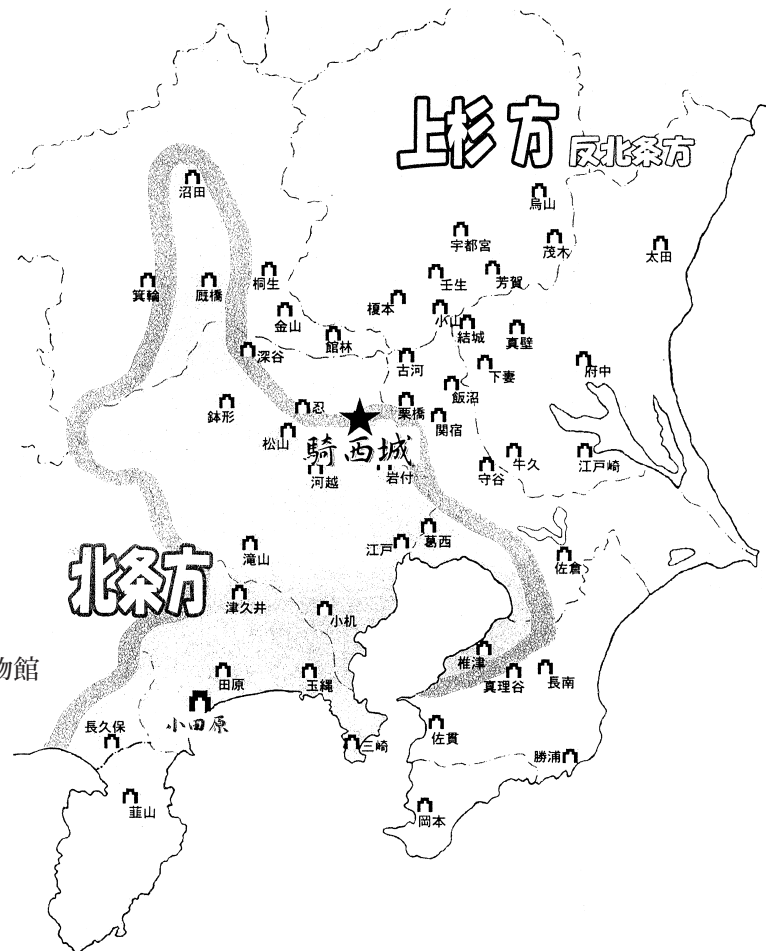 上杉方 反北条方
沼田
烏山
宇都宮
茂木
太田
箕輪
厩橋
桐生
壬生
芳賀
榎本
金山
小山
結城
真壁
館林
深谷
古河
下妻
府中
飯沼
鉢形
忍
栗橋
関宿
松山
騎西城
河越
岩付
守谷
牛久
江戸崎
北条方
滝山
江戸
葛西
佐倉
津久井
小机
椎津
物館
田原
玉縄
真里谷
長南
小田原
長久保
三崎
佐貫
勝浦
韮山
岡本